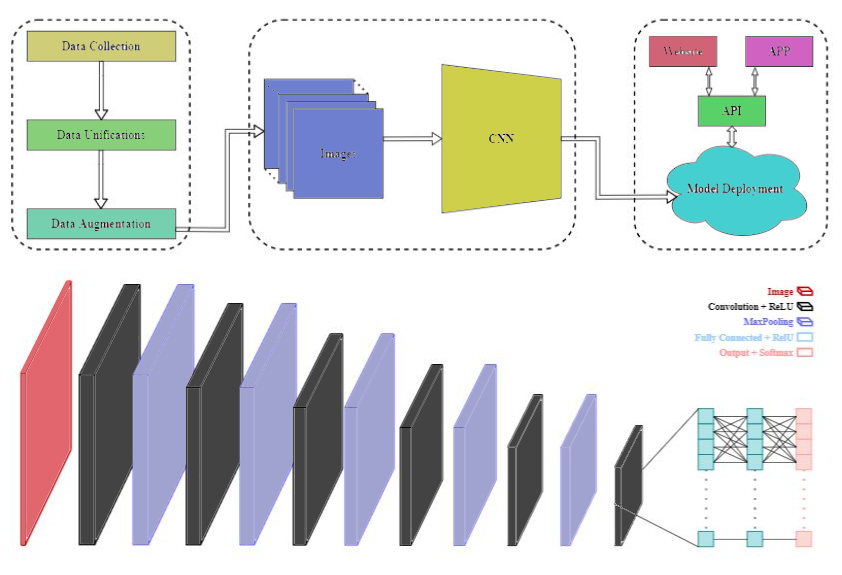 Data Collection
Data Unifications
Data Augmentation
Images
CNN
Website
APP
API
Model Deployment
Image
Convolution + ReLU
MaxPooling
Fully Connected + RelU
Output + Softmax